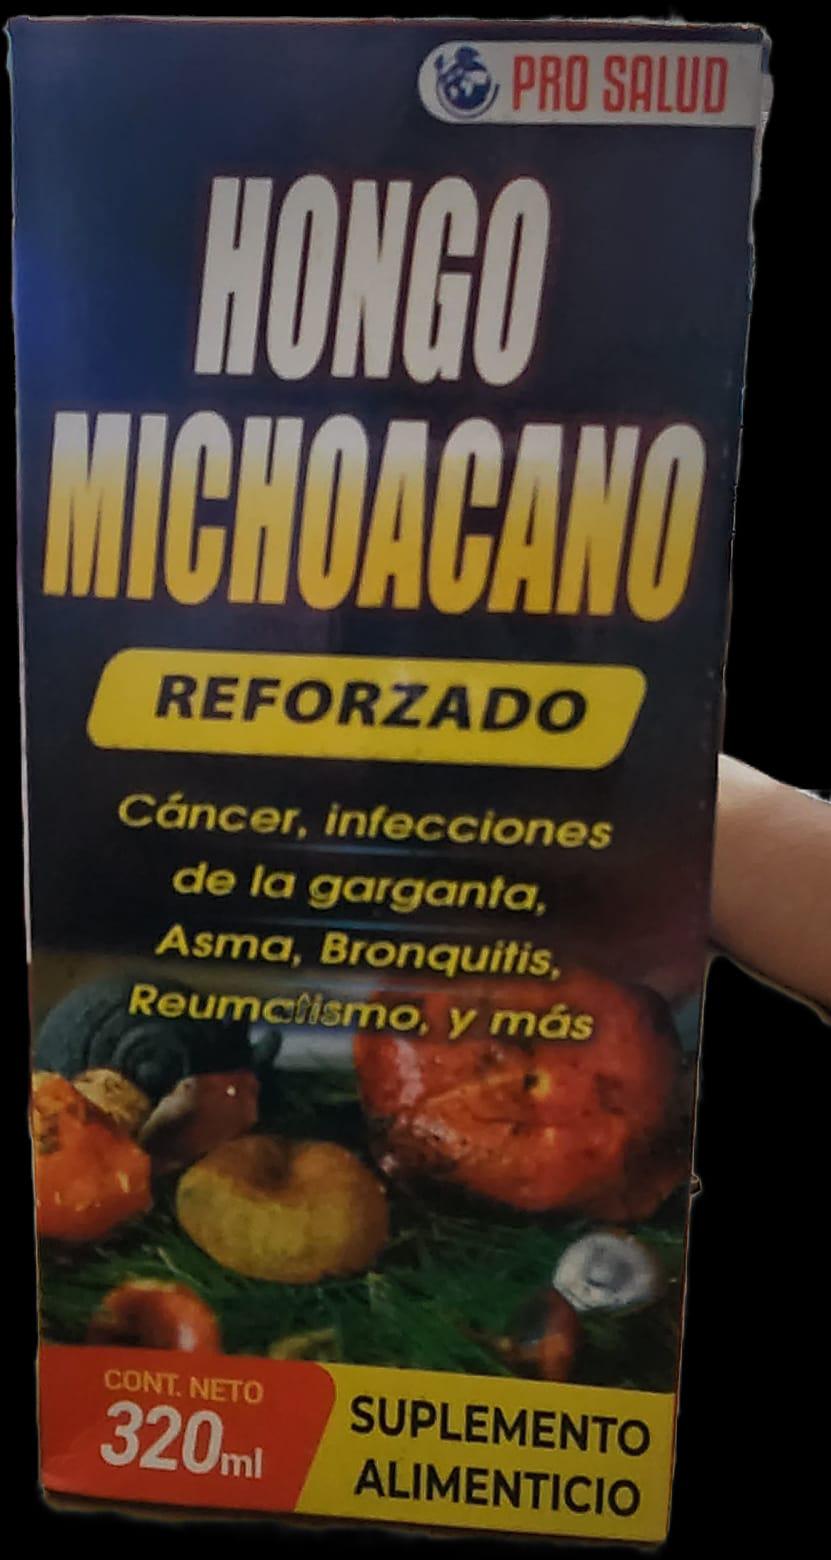 PRO SALUD
HONGO
MICHOACANO
REFORZADO
Cáncer, infecciones
de la garganta,
Asma, Bronquitis,
Reumatismo, y más
CONT. NETO
320ml
SUPLEMENTO
ALIMENTICIO